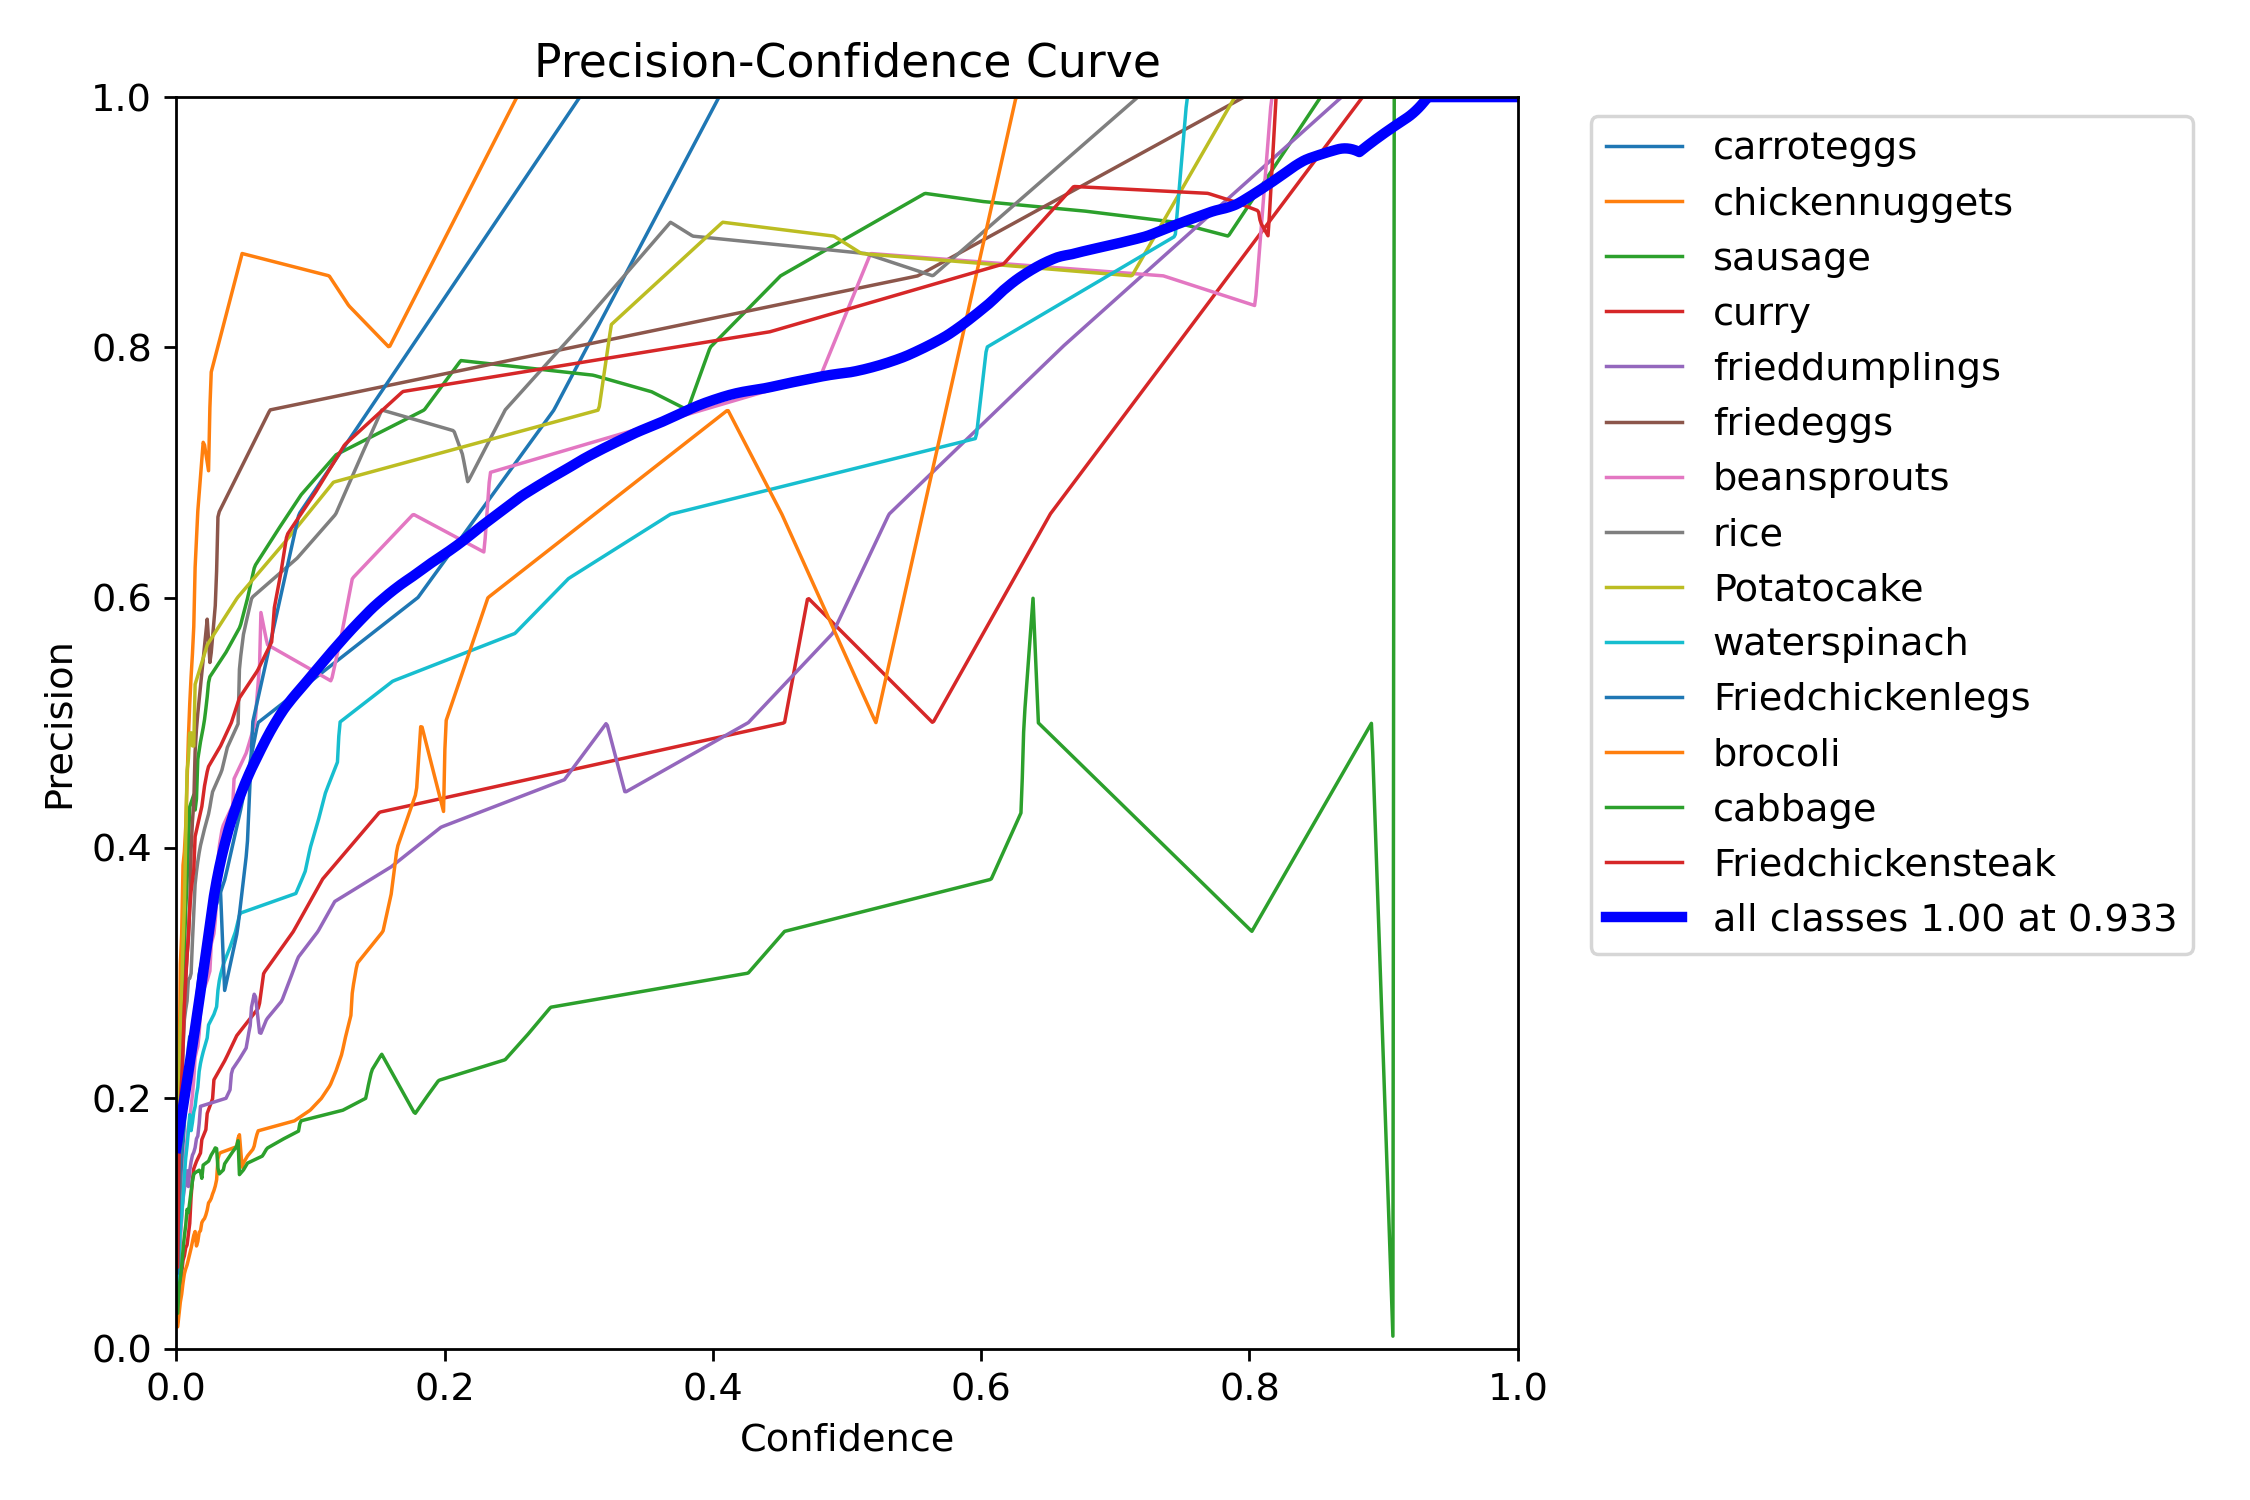 Precision-Confidence Curve
1.0
0.8
0.6
0.4
0.2
0.0
Precision
0.0 0.2 0.4 0.6 0.8 1.0
Confidence
carroteggs
chickennuggets
sausage
curry
frieddumplings
friedeggs
beansprouts
rice
Potatocake
waterspinach
Friedchickenlegs
brocoli
cabbage
Friedchickensteak
all classes 1.00 at 0.933